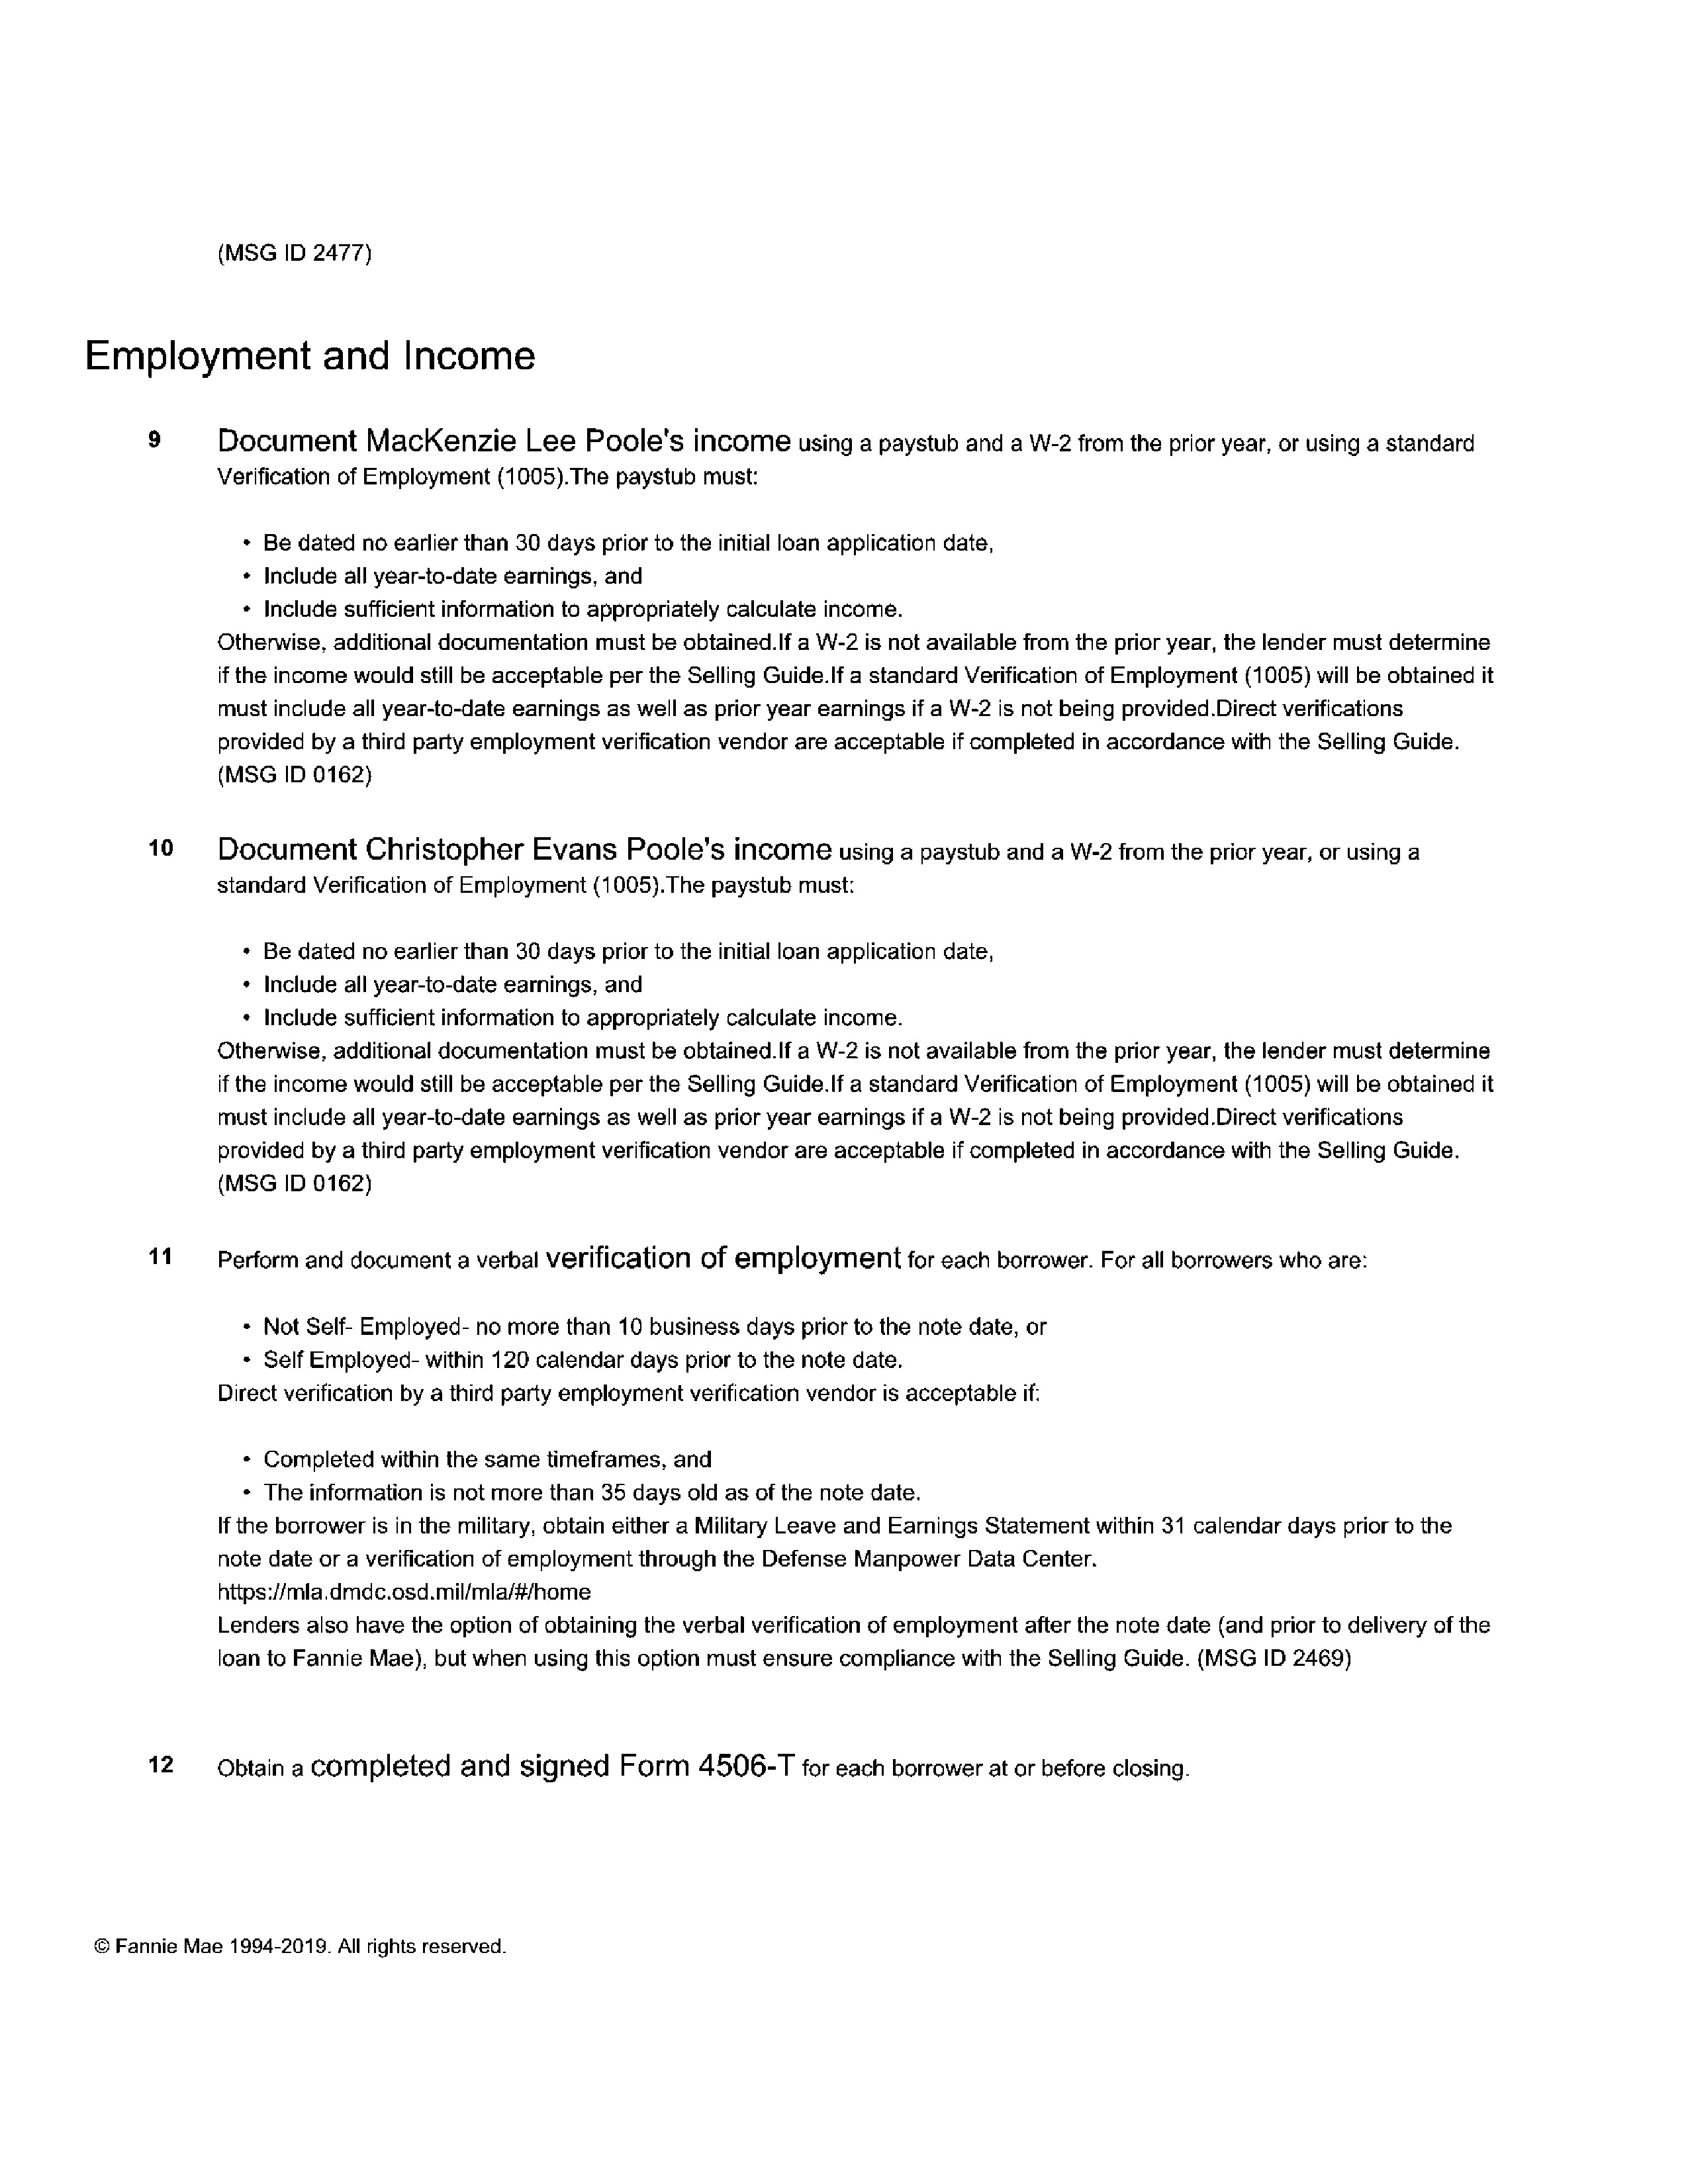 (MSG ID 2477)
Employment and Income
9 Document MacKenzie Lee Poole's income using a paystub and a W-2 from the prior year, or using a standard
Verification of Employment (1005).The paystub must:
• Be dated no earlier than 30 days prior to the initial loan application date,
• Include all year-to-date earnings, and
• Include sufficient information to appropriately calculate income.
Otherwise, additional documentation must be obtained.If a W-2 is not available from the prior year, the lender must determine
if the income would still be acceptable per the Selling Guide.If a standard Verification of Employment (1005) will be obtained it
must include all year-to-date earnings as well as prior year earnings if a W-2 is not being provided.Direct verifications
provided by a third party employment verification vendor are acceptable if completed in accordance with the Selling Guide.
(MSG ID 0162)
10 Document Christopher Evans Poole's income using a paystub and a W-2 from the prior year, or using a
standard Verification of Employment (1005).The paystub must:
• Be dated no earlier than 30 days prior to the initial loan application date,
• Include all year-to-date earnings, and
• Include sufficient information to appropriately calculate income.
Otherwise, additional documentation must be obtained.If a W-2 is not available from the prior year, the lender must determine
if the income would still be acceptable per the Selling Guide.If a standard Verification of Employment (1005) will be obtained it
must include all year-to-date earnings as well as prior year earnings if a W-2 is not being provided.Direct verifications
provided by a third party employment verification vendor are acceptable if completed in accordance with the Selling Guide.
(MSG ID 0162)
11 Perform and document a verbal verification of employment for each borrower. For all borrowers who are:
• Not Self- Employed- no more than 10 business days prior to the note date, or
• Self Employed- within 120 calendar days prior to the note date.
Direct verification by a third party employment verification vendor is acceptable if:
• Completed within the same timeframes, and
• The information is not more than 35 days old as of the note date.
If the borrower is in the military, obtain either a Military Leave and Earnings Statement within 31 calendar days prior to the
note date or a verification of employment through the Defense Manpower Data Center.
https://mla.dmdc.osd.mil/mla/#/home
Lenders also have the option of obtaining the verbal verification of employment after the note date (and prior to delivery of the
loan to Fannie Mae), but when using this option must ensure compliance with the Selling Guide. (MSG ID 2469)
12 Obtain a completed and signed Form 4506-T for each borrower at or before closing.
© Fannie Mae 1994-2019. All rights reserved.